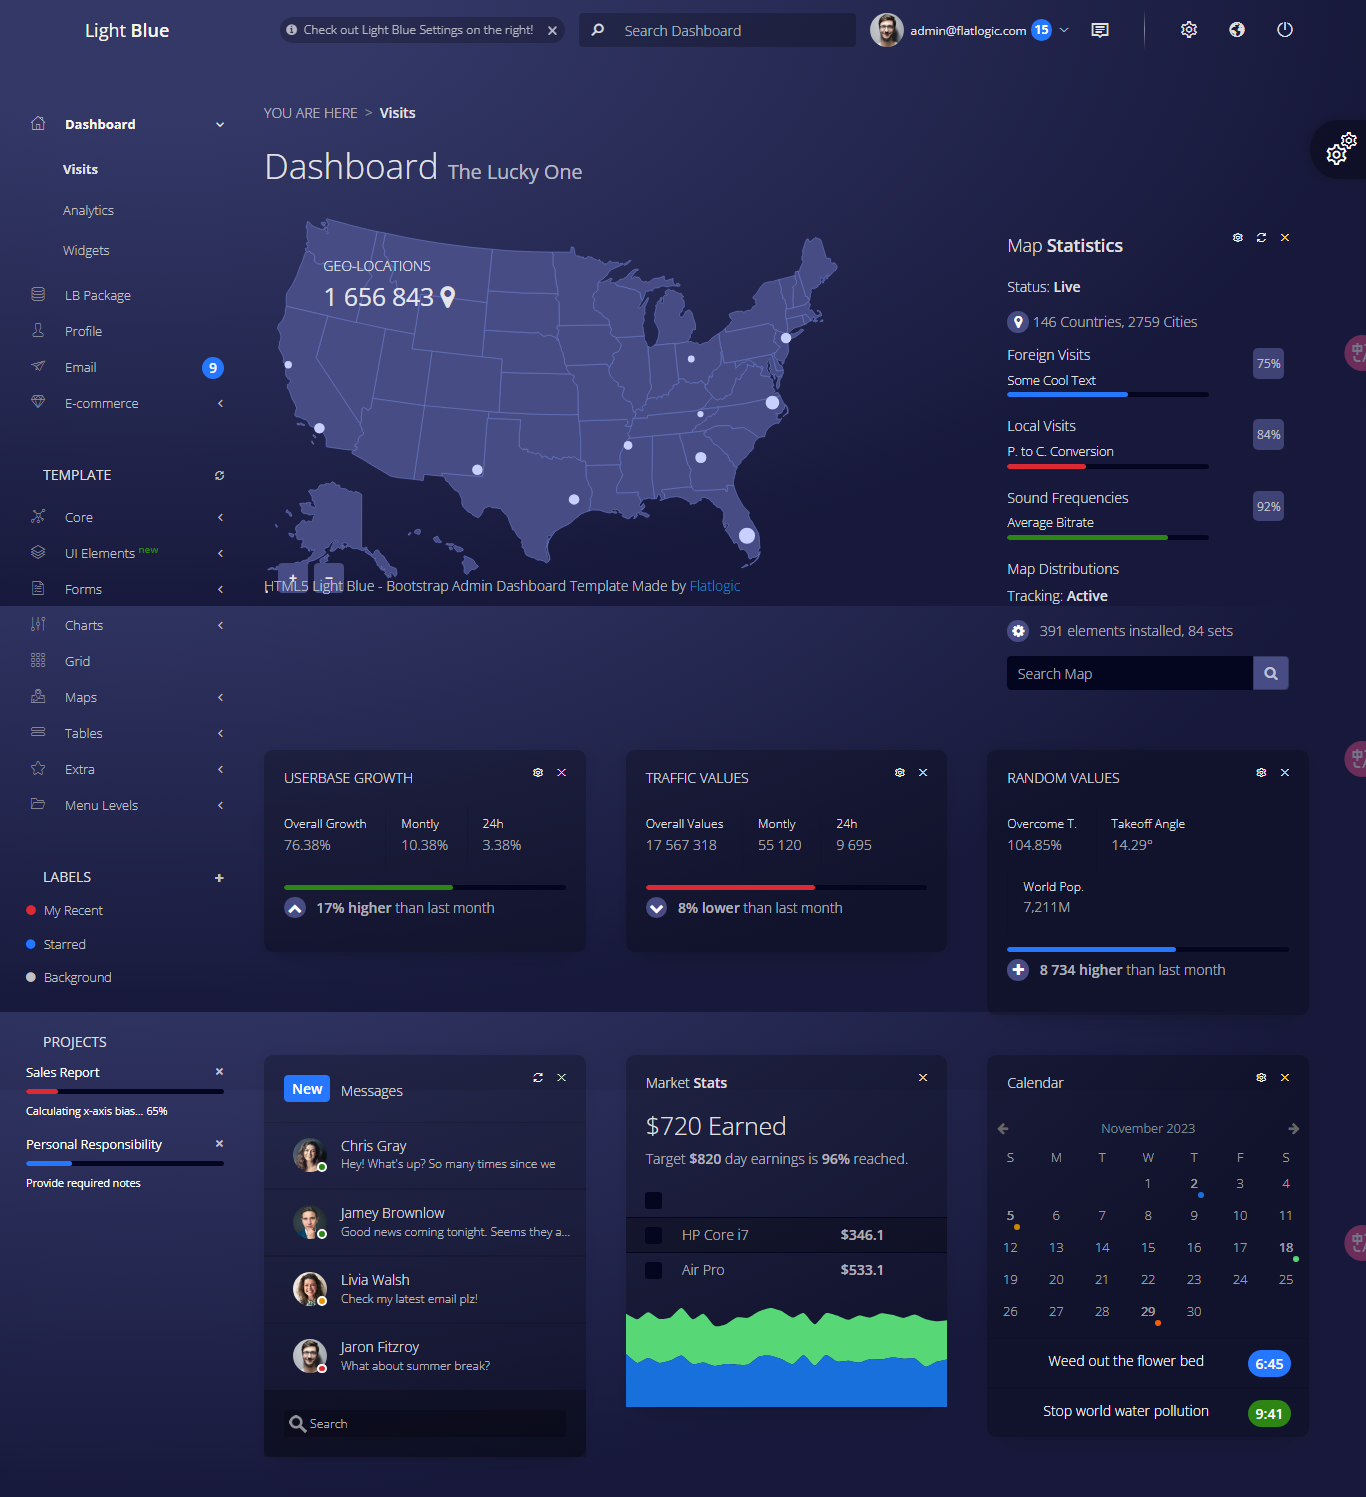 Light Blue
Check out Light Blue Settings on the right!
Search Dashboard
admin@flatlogic.com 15
Dashboard
Visits
Analytics
Widgets
LB Package
Profile
Email 9
E-commerce
TEMPLATE
Core
UI Elements new
Forms
Charts
Grid
Maps
Tables
Extra
Menu Levels
LABELS
My Recent
Starred
Background
PROJECTS
Sales Report
Calculating x-axis bias... 65%
Personal Responsibility
Provide required notes
YOU ARE HERE > Visits
Dashboard The Lucky One
GEO-LOCATIONS
1 656 843
+ −
HTML5 Light Blue - Bootstrap Admin Dashboard Template Made by Flatlogic
Map Statistics
Status: Live
146 Countries, 2759 Cities
Foreign Visits
Some Cool Text
75%
Local Visits
P. to C. Conversion
84%
Sound Frequencies
Average Bitrate
92%
Map Distributions
Tracking: Active
391 elements installed, 84 sets
Search Map
USERBASE GROWTH
Overall Growth Montly 24h
76.38% 10.38% 3.38%
17% higher than last month
TRAFFIC VALUES
Overall Values Montly 24h
17 567 318 55 120 9 695
8% lower than last month
RANDOM VALUES
Overcome T. Takeoff Angle
104.85% 14.29°
World Pop.
7,211M
8 734 higher than last month
New Messages
Chris Gray
Hey! What's up? So many times since we
Jamey Brownlow
Good news coming tonight. Seems they a...
Livia Walsh
Check my latest email plz!
Jaron Fitzroy
What about summer break?
Search
Market Stats
$720 Earned
Target $820 day earnings is 96% reached.
HP Core i7 $346.1
Air Pro $533.1
Calendar
November 2023
S M T W T F S
1 2 3 4
5 6 7 8 9 10 11
12 13 14 15 16 17 18
19 20 21 22 23 24 25
26 27 28 29 30
Weed out the flower bed 6:45
Stop world water pollution 9:41